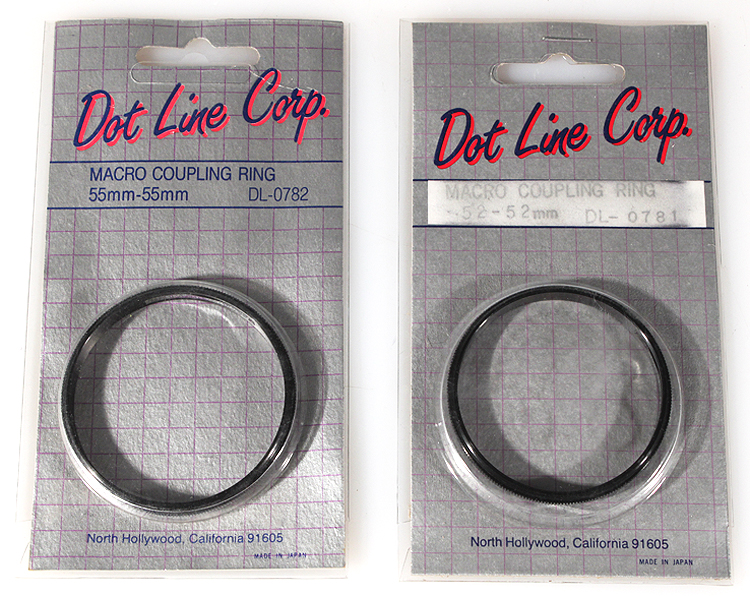 Dot Line Corp.
MACRO COUPLING RING
55mm-55mm DL-0782
North Hollywood, California 91605
MADE IN JAPAN
Dot Line Corp.
MACRO COUPLING RING
52-52mm DL-0781
North Hollywood, California 91605
MADE IN JAPAN